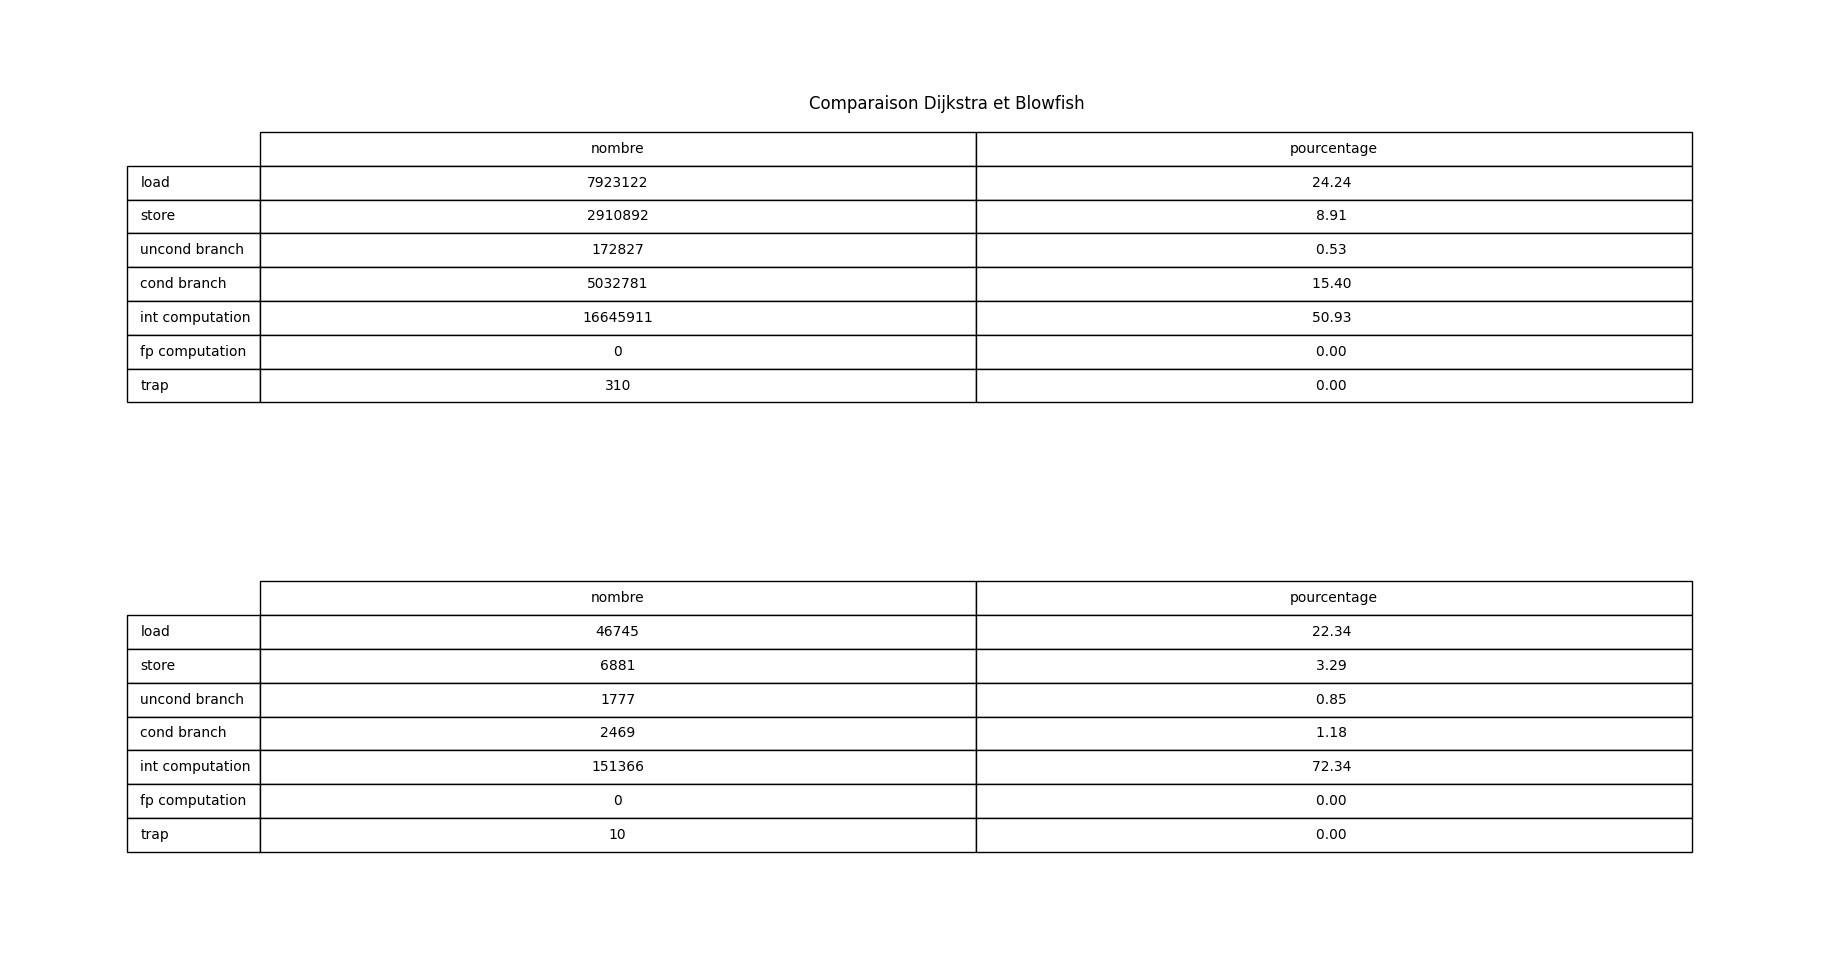 Comparaison Dijkstra et Blowfish
nombre pourcentage
load 7923122 24.24
store 2910892 8.91
uncond branch 172827 0.53
cond branch 5032781 15.40
int computation 16645911 50.93
fp computation 0 0.00
trap 310 0.00
nombre pourcentage
load 46745 22.34
store 6881 3.29
uncond branch 1777 0.85
cond branch 2469 1.18
int computation 151366 72.34
fp computation 0 0.00
trap 10 0.00